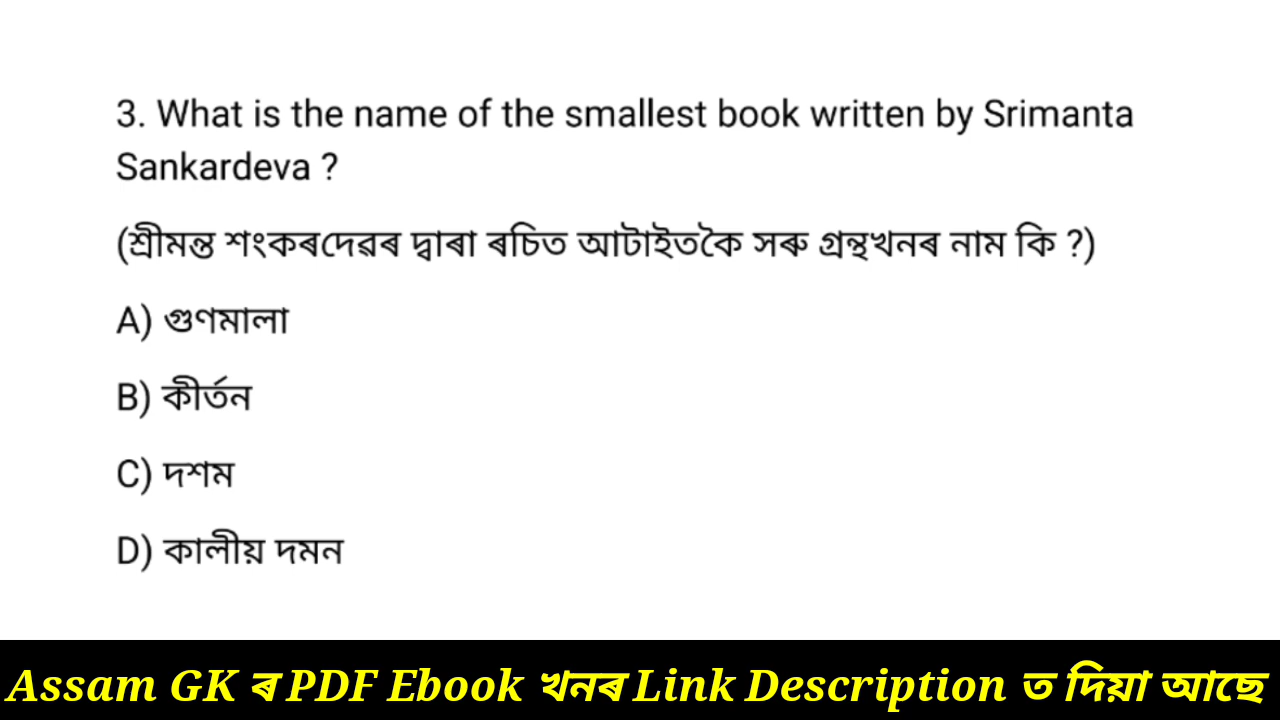 3. What is the name of the smallest book written by Srimanta
Sankardeva ?
(শ্ৰীমন্ত শংকৰদেৱৰ দ্বাৰা ৰচিত আটাইতকৈ সৰু গ্ৰন্থখনৰ নাম কি ?)
A) গুণমালা
B) কীৰ্তন
C) দশম
D) কালীয় দমন
Assam GK ৰ PDF Ebook খনৰ Link Description ত দিয়া আছে